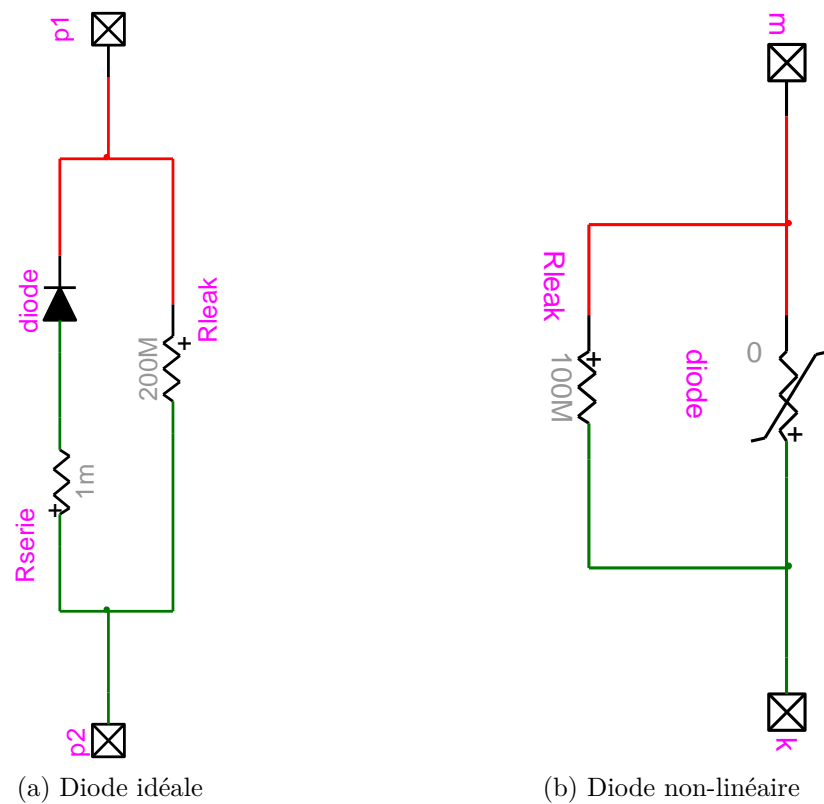 p1
diode
Rleak
200M
1m
Rserie
p2
(a) Diode idéale
m
Rleak
100M
diode
0
k
(b) Diode non-linéaire